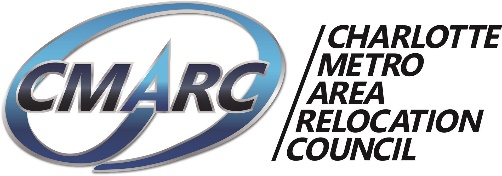 CMARC
CHARLOTTE
METRO
AREA
RELOCATION
COUNCIL